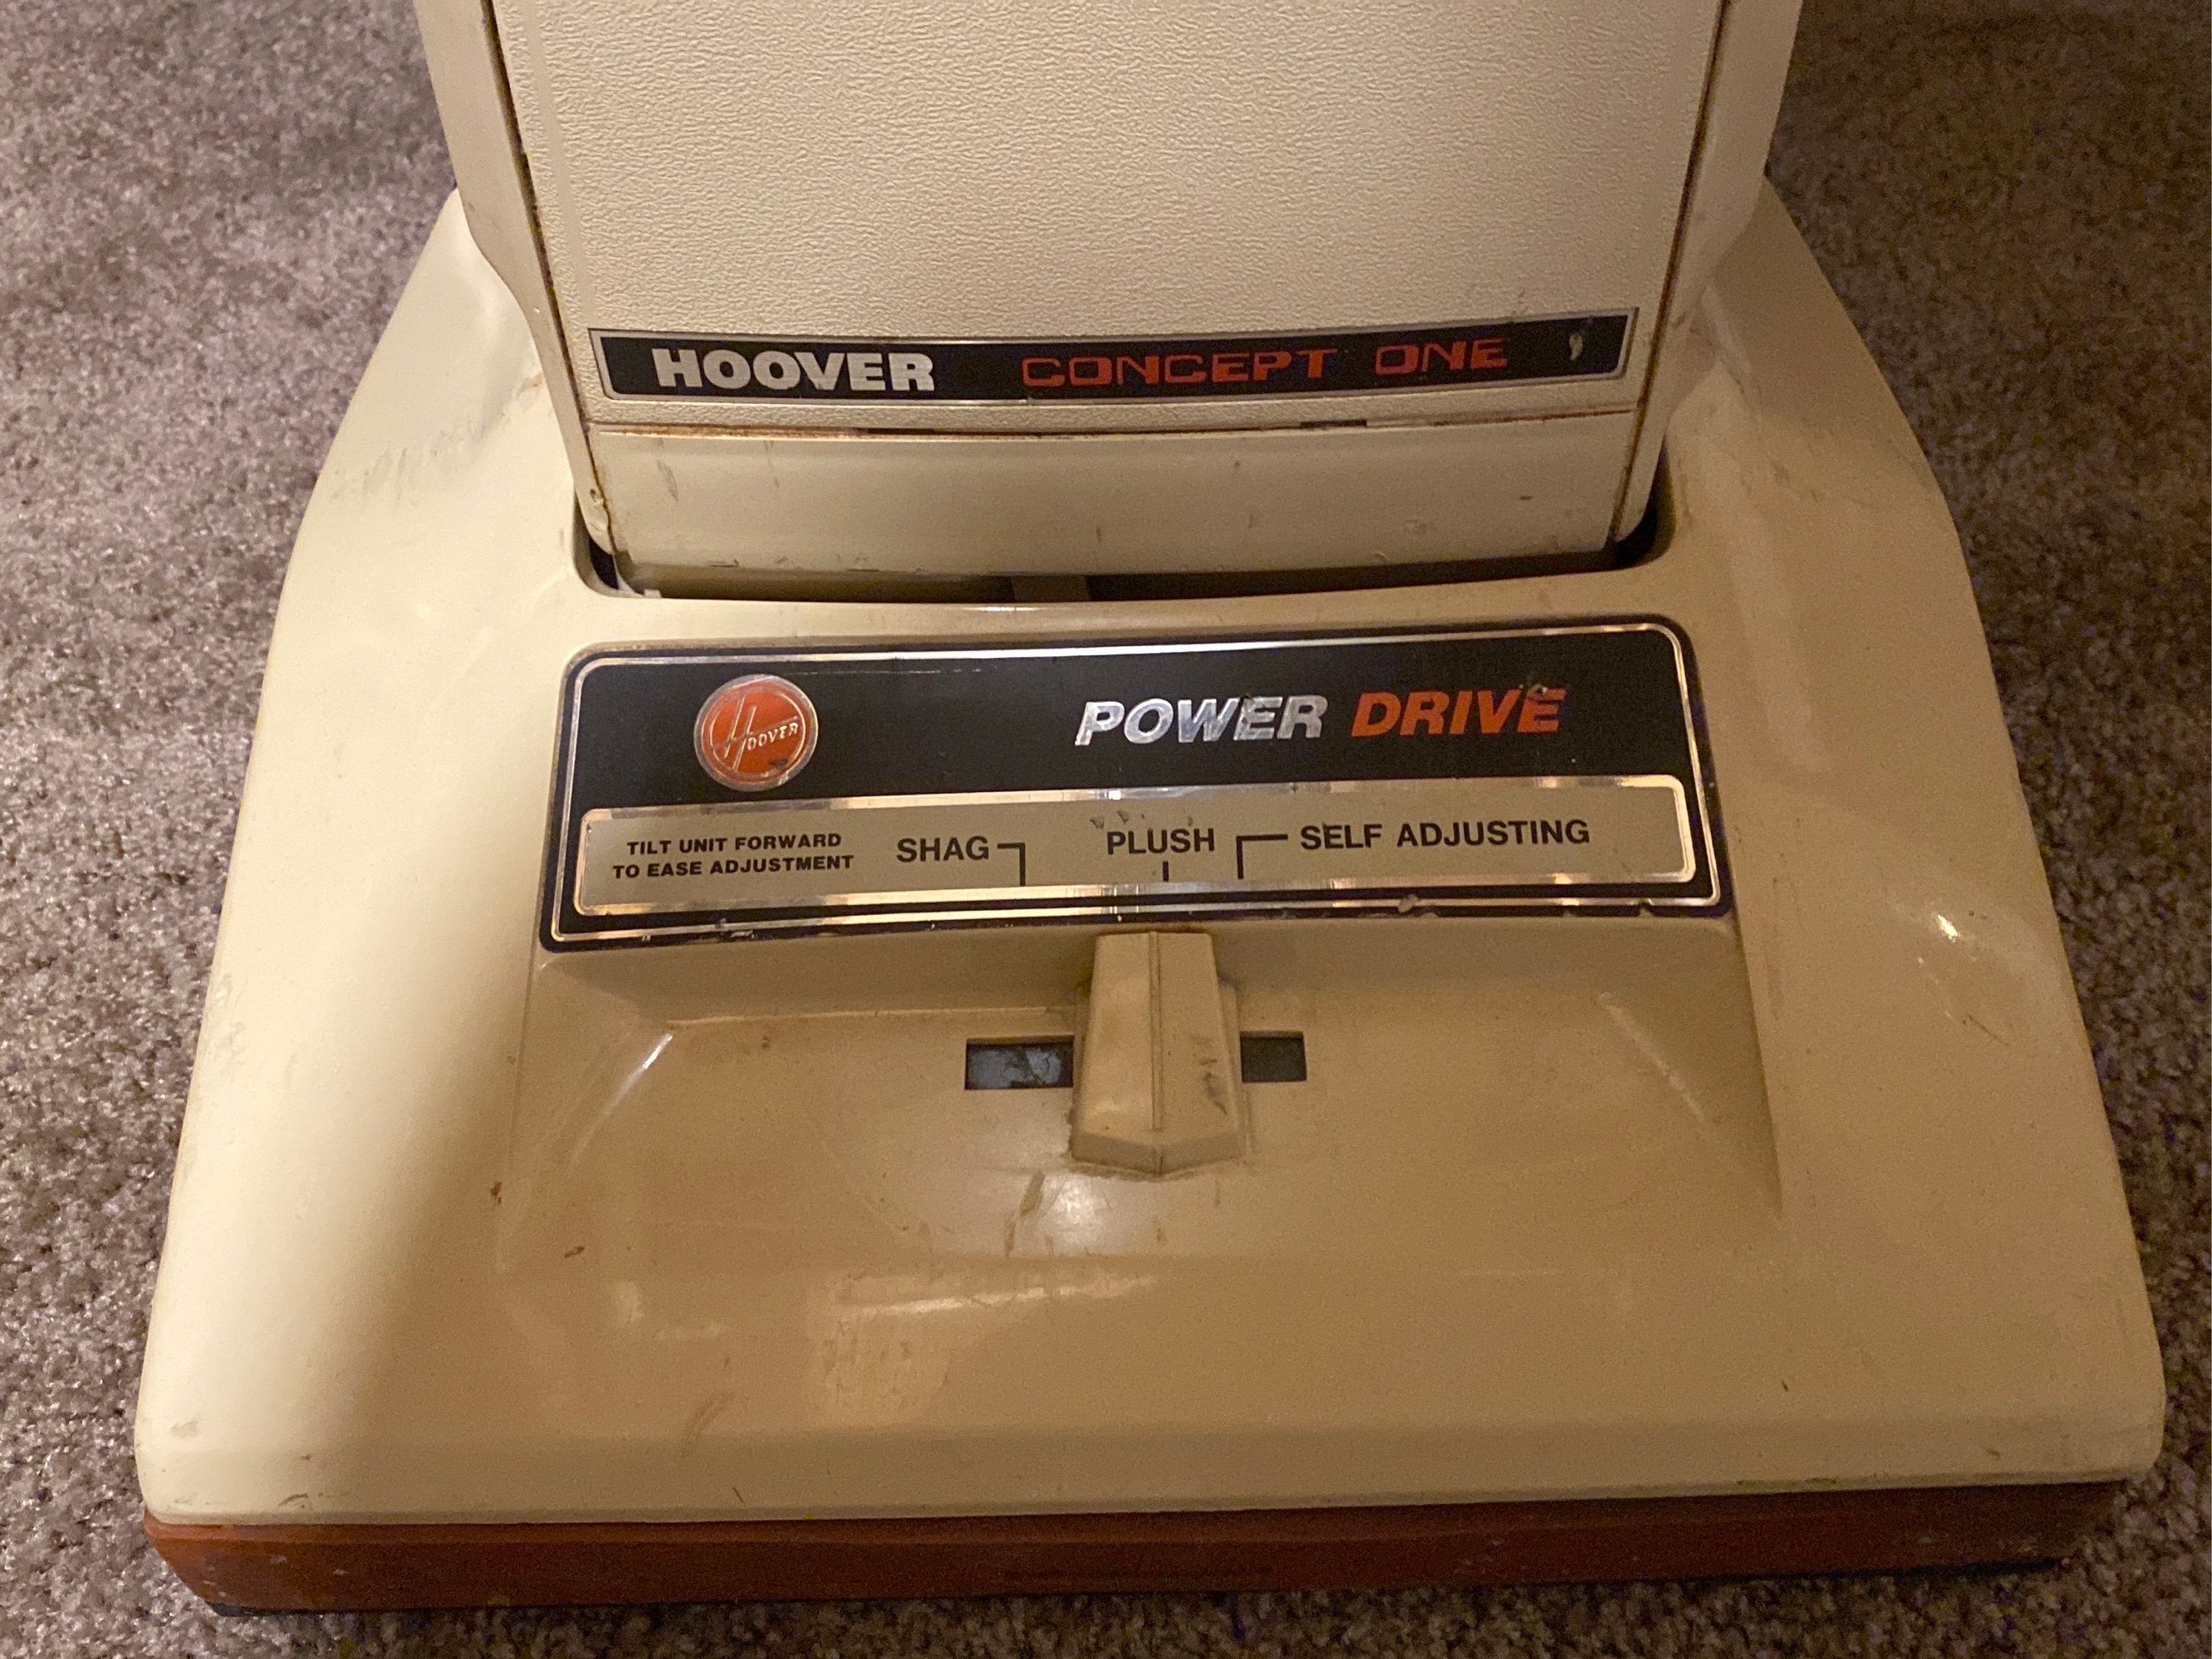 HOOVER CONCEPT ONE
HOOVER
POWER DRIVE
TILT UNIT FORWARD
TO EASE ADJUSTMENT
SHAG PLUSH SELF ADJUSTING